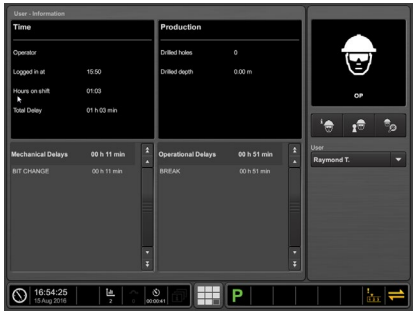 User - Information
Time
Operator
Logged in at 15:50
Hours on shift 01:03
Total Delay 01 h 03 min
Production
Drilled holes 0
Drilled depth 0.00 m
Mechanical Delays 00 h 11 min
BIT CHANGE 00 h 11 min
Operational Delays 00 h 51 min
BREAK 00 h 51 min
OP
User
Raymond T.
16:54:25
15 Aug 2016
2
00:00:41
P